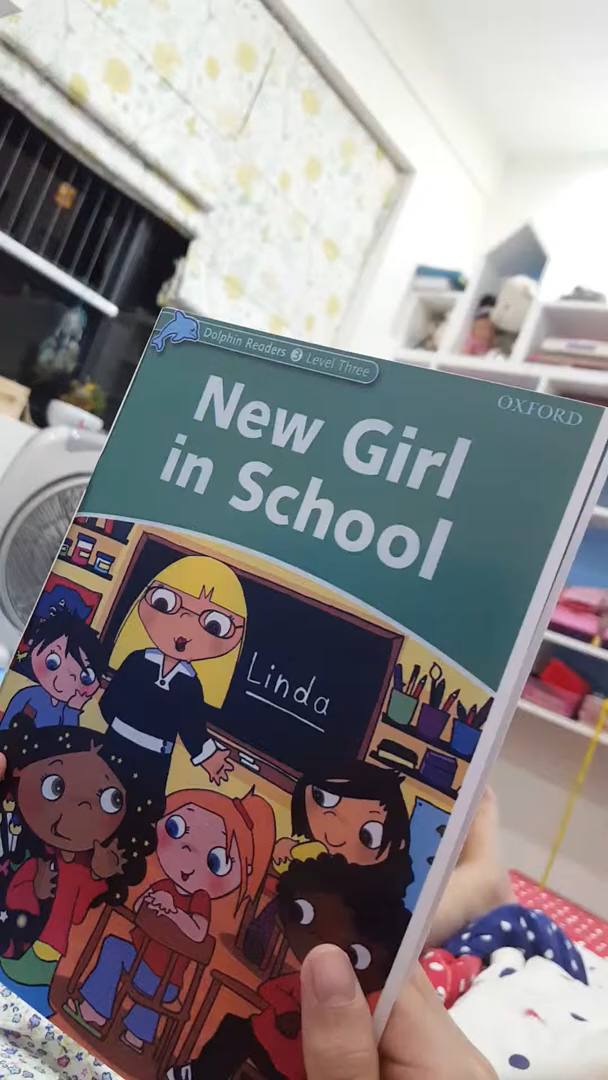 Dolphin Readers 3 Level Three
OXFORD
New Girl
in School
Linda